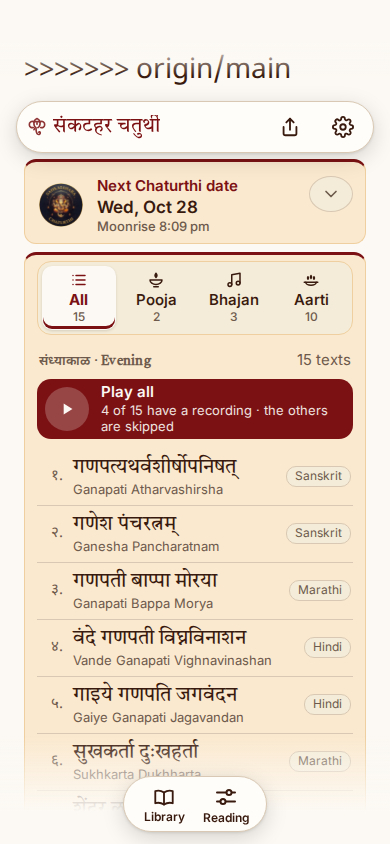 >>>>>>> origin/main
संकटहर चतुर्थी
Next Chaturthi date
Wed, Oct 28
Moonrise 8:09 pm
All
15
Pooja
2
Bhajan
3
Aarti
10
संध्याकाळ · Evening
15 texts
Play all
4 of 15 have a recording · the others
are skipped
१.
गणपत्यथर्वशीर्षोपनिषत्
Ganapati Atharvashirsha
Sanskrit
२.
गणेश पंचरत्नम्
Ganesha Pancharatnam
Sanskrit
३.
गणपती बाप्पा मोरया
Ganapati Bappa Morya
Marathi
४.
वंदे गणपती विघ्नविनाशन
Vande Ganapati Vighnavinashan
Hindi
५.
गाइये गणपति जगवंदन
Gaiye Ganapati Jagavandan
Hindi
६.
सुखकर्ता दुःखहर्ता
Sukhkarta Dukhharta
Marathi
Library
Reading